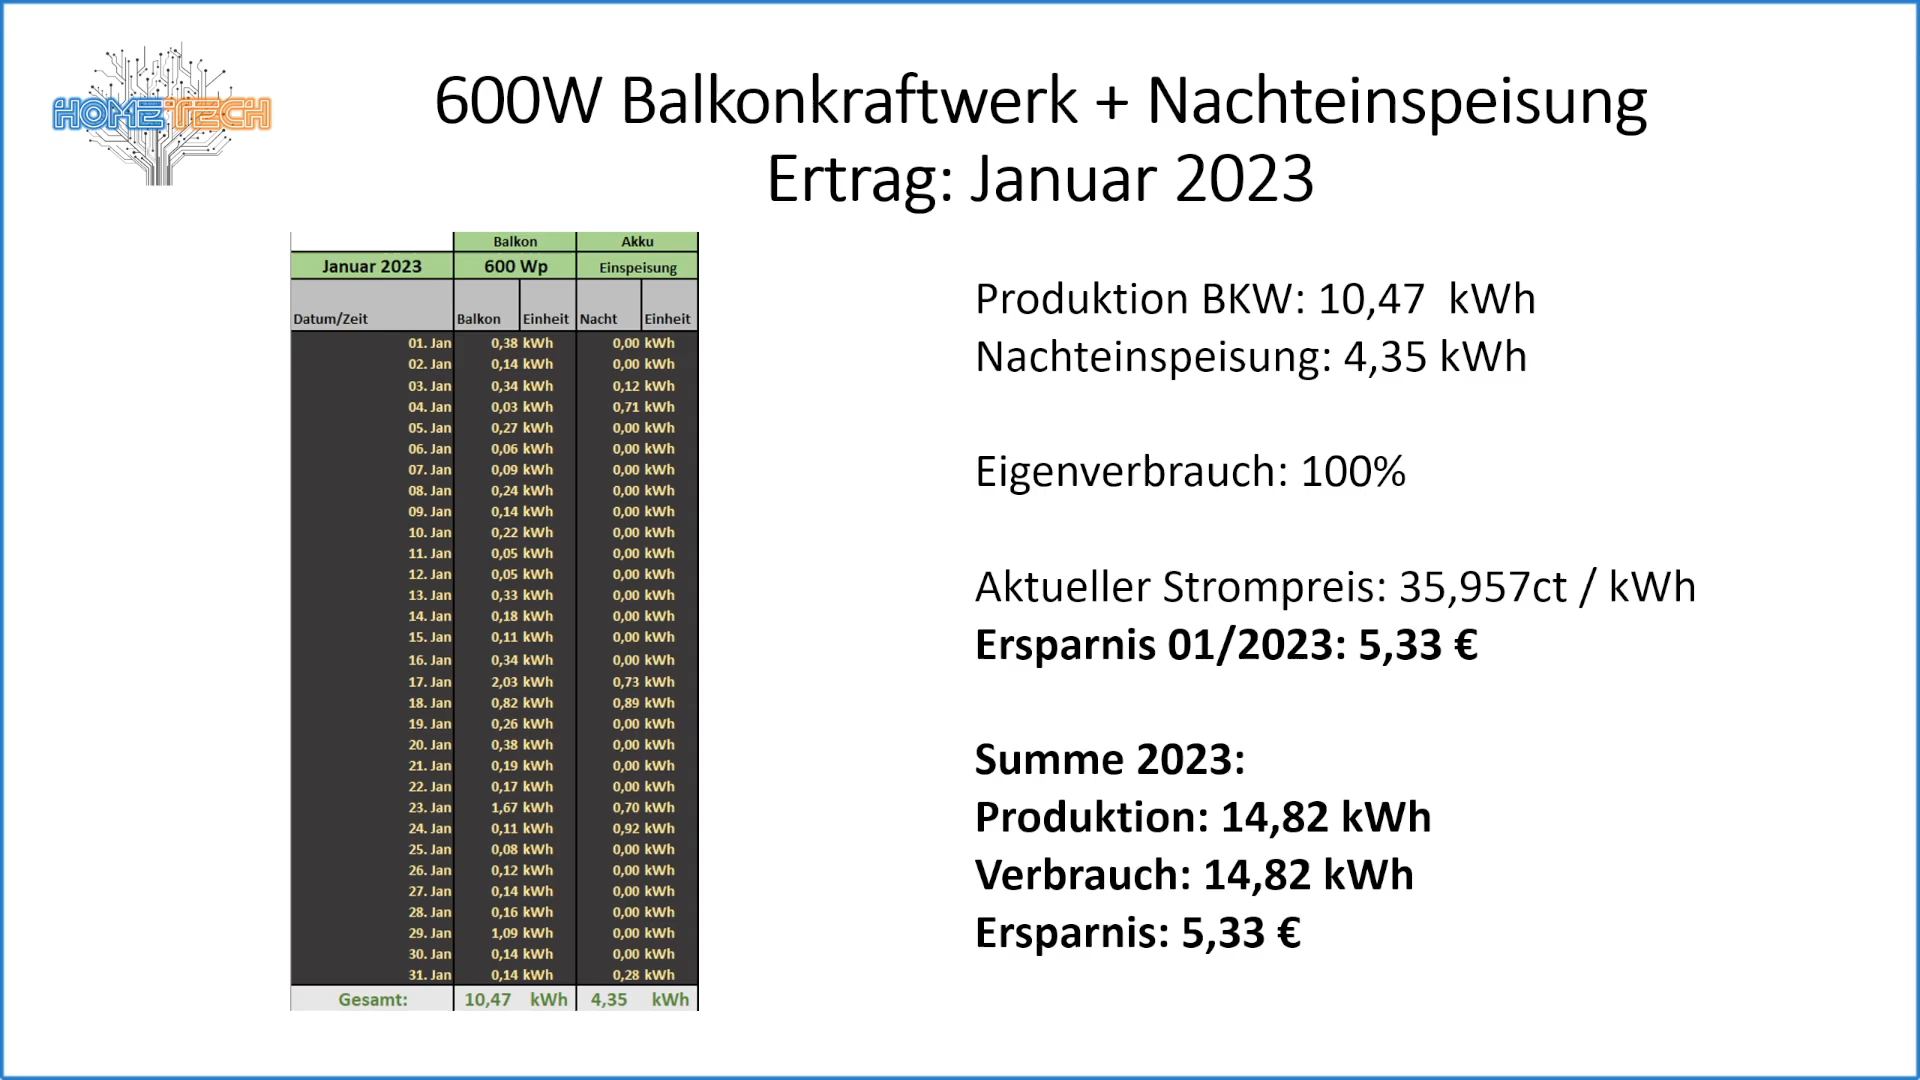 HOMETECH
600W Balkonkraftwerk + Nachteinspeisung
Ertrag: Januar 2023
Balkon Akku
Januar 2023 600 Wp Einspeisung
Datum/Zeit Balkon Einheit Nacht Einheit
01. Jan 0,38 kWh 0,00 kWh
02. Jan 0,14 kWh 0,00 kWh
03. Jan 0,34 kWh 0,12 kWh
04. Jan 0,03 kWh 0,71 kWh
05. Jan 0,27 kWh 0,00 kWh
06. Jan 0,06 kWh 0,00 kWh
07. Jan 0,09 kWh 0,00 kWh
08. Jan 0,24 kWh 0,00 kWh
09. Jan 0,14 kWh 0,00 kWh
10. Jan 0,22 kWh 0,00 kWh
11. Jan 0,05 kWh 0,00 kWh
12. Jan 0,05 kWh 0,00 kWh
13. Jan 0,33 kWh 0,00 kWh
14. Jan 0,18 kWh 0,00 kWh
15. Jan 0,11 kWh 0,00 kWh
16. Jan 0,34 kWh 0,00 kWh
17. Jan 2,03 kWh 0,73 kWh
18. Jan 0,82 kWh 0,89 kWh
19. Jan 0,26 kWh 0,00 kWh
20. Jan 0,38 kWh 0,00 kWh
21. Jan 0,19 kWh 0,00 kWh
22. Jan 0,17 kWh 0,00 kWh
23. Jan 1,67 kWh 0,70 kWh
24. Jan 0,11 kWh 0,92 kWh
25. Jan 0,08 kWh 0,00 kWh
26. Jan 0,12 kWh 0,00 kWh
27. Jan 0,14 kWh 0,00 kWh
28. Jan 0,16 kWh 0,00 kWh
29. Jan 1,09 kWh 0,00 kWh
30. Jan 0,14 kWh 0,00 kWh
31. Jan 0,14 kWh 0,28 kWh
Gesamt: 10,47 kWh 4,35 kWh
Produktion BKW: 10,47 kWh
Nachteinspeisung: 4,35 kWh
Eigenverbrauch: 100%
Aktueller Strompreis: 35,957ct / kWh
Ersparnis 01/2023: 5,33 €
Summe 2023:
Produktion: 14,82 kWh
Verbrauch: 14,82 kWh
Ersparnis: 5,33 €